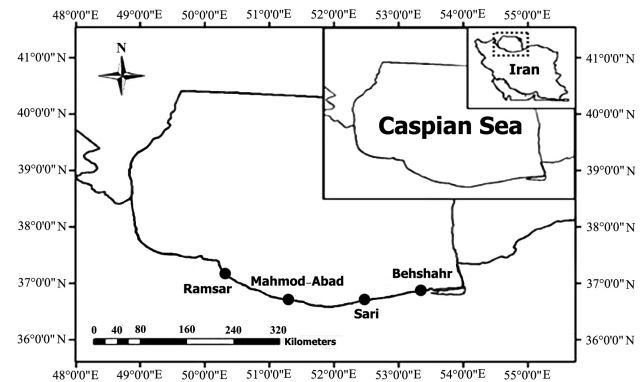 48°0'0"E 49°0'0"E 50°0'0"E 51°0'0"E 52°0'0"E 53°0'0"E 54°0'0"E 55°0'0"E
41°0'0"N
40°0'0"N
39°0'0"N
38°0'0"N
37°0'0"N
36°0'0"N
N
Iran
Caspian Sea
Ramsar
Mahmod-Abad
Sari
Behshahr
0 40 80 160 240 320
Kilometers
41°0'0"N
40°0'0"N
39°0'0"N
38°0'0"N
37°0'0"N
36°0'0"N
48°0'0"E 49°0'0"E 50°0'0"E 51°0'0"E 52°0'0"E 53°0'0"E 54°0'0"E 55°0'0"E